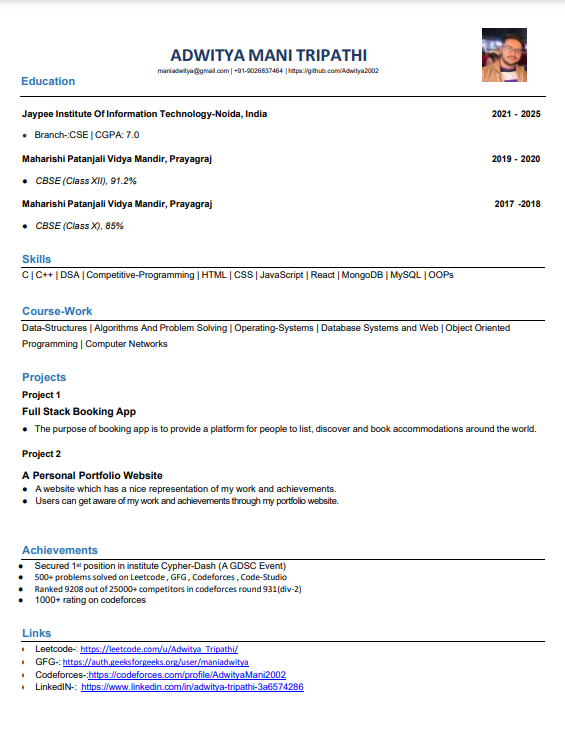 ADWITYA MANI TRIPATHI
maniadwitya@gmail.com | +91-9026837464 | https://github.com/Adwitya2002
Education
Jaypee Institute Of Information Technology-Noida, India 2021 - 2025
● Branch-:CSE | CGPA: 7.0
Maharishi Patanjali Vidya Mandir, Prayagraj 2019 - 2020
● CBSE (Class XII), 91.2%
Maharishi Patanjali Vidya Mandir, Prayagraj 2017 -2018
● CBSE (Class X), 85%
Skills
C | C++ | DSA | Competitive-Programming | HTML | CSS | JavaScript | React | MongoDB | MySQL | OOPs
Course-Work
Data-Structures | Algorithms And Problem Solving | Operating-Systems | Database Systems and Web | Object Oriented
Programming | Computer Networks
Projects
Project 1
Full Stack Booking App
● The purpose of booking app is to provide a platform for people to list, discover and book accommodations around the world.
Project 2
A Personal Portfolio Website
● A website which has a nice representation of my work and achievements.
● Users can get aware of my work and achievements through my portfolio website.
Achievements
● Secured 1st position in institute Cypher-Dash (A GDSC Event)
● 500+ problems solved on Leetcode , GFG , Codeforces , Code-Studio
● Ranked 9208 out of 25000+ competitors in codeforces round 931(div-2)
● 1000+ rating on codeforces
Links
Leetcode-: https://leetcode.com/u/Adwitya_Tripathi/
GFG-: https://auth.geeksforgeeks.org/user/maniadwitya
Codeforces-:https://codeforces.com/profile/AdwityaMani2002
LinkedIN-: https://www.linkedin.com/in/adwitya-tripathi-3a6574286